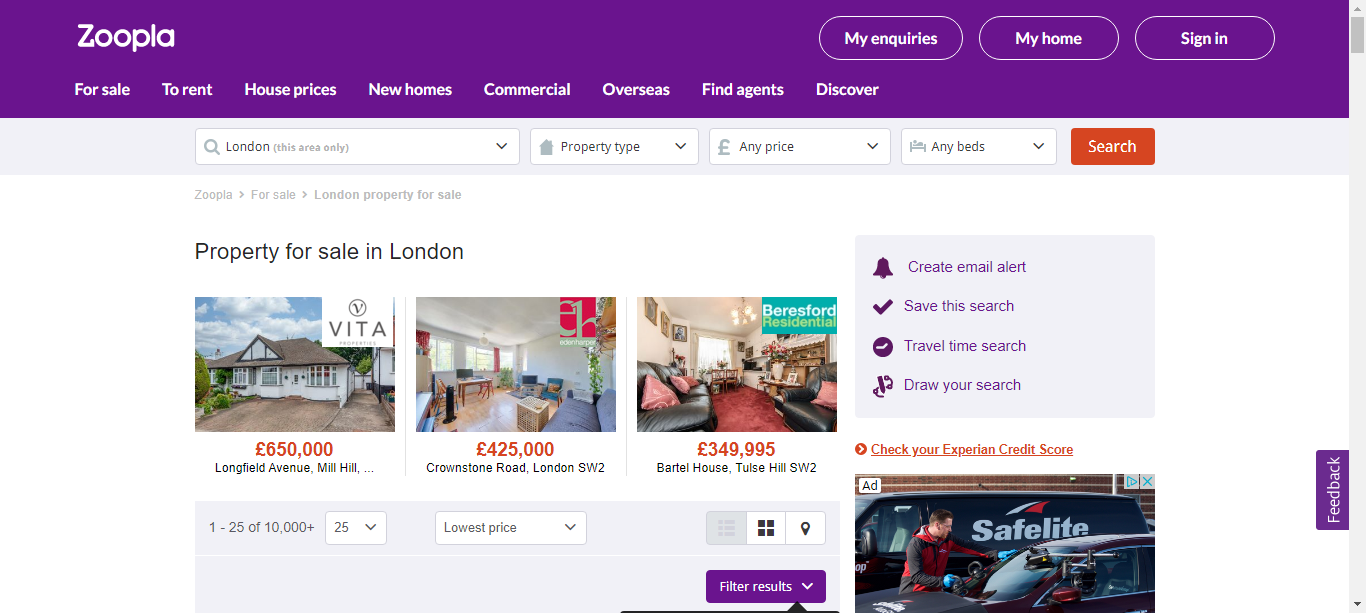 Zoopla
My enquiries
My home
Sign in
For sale
To rent
House prices
New homes
Commercial
Overseas
Find agents
Discover
London (this area only)
Property type
£ Any price
Any beds
Search
Zoopla > For sale > London property for sale
Property for sale in London
VITA
PROPERTIES
£650,000
Longfield Avenue, Mill Hill, ...
edenharper
£425,000
Crownstone Road, London SW2
Beresford
Residential
£349,995
Bartel House, Tulse Hill SW2
Create email alert
Save this search
Travel time search
Draw your search
Check your Experian Credit Score
1 - 25 of 10,000+
25
Lowest price
Filter results
Ad
Safelite
Feedback